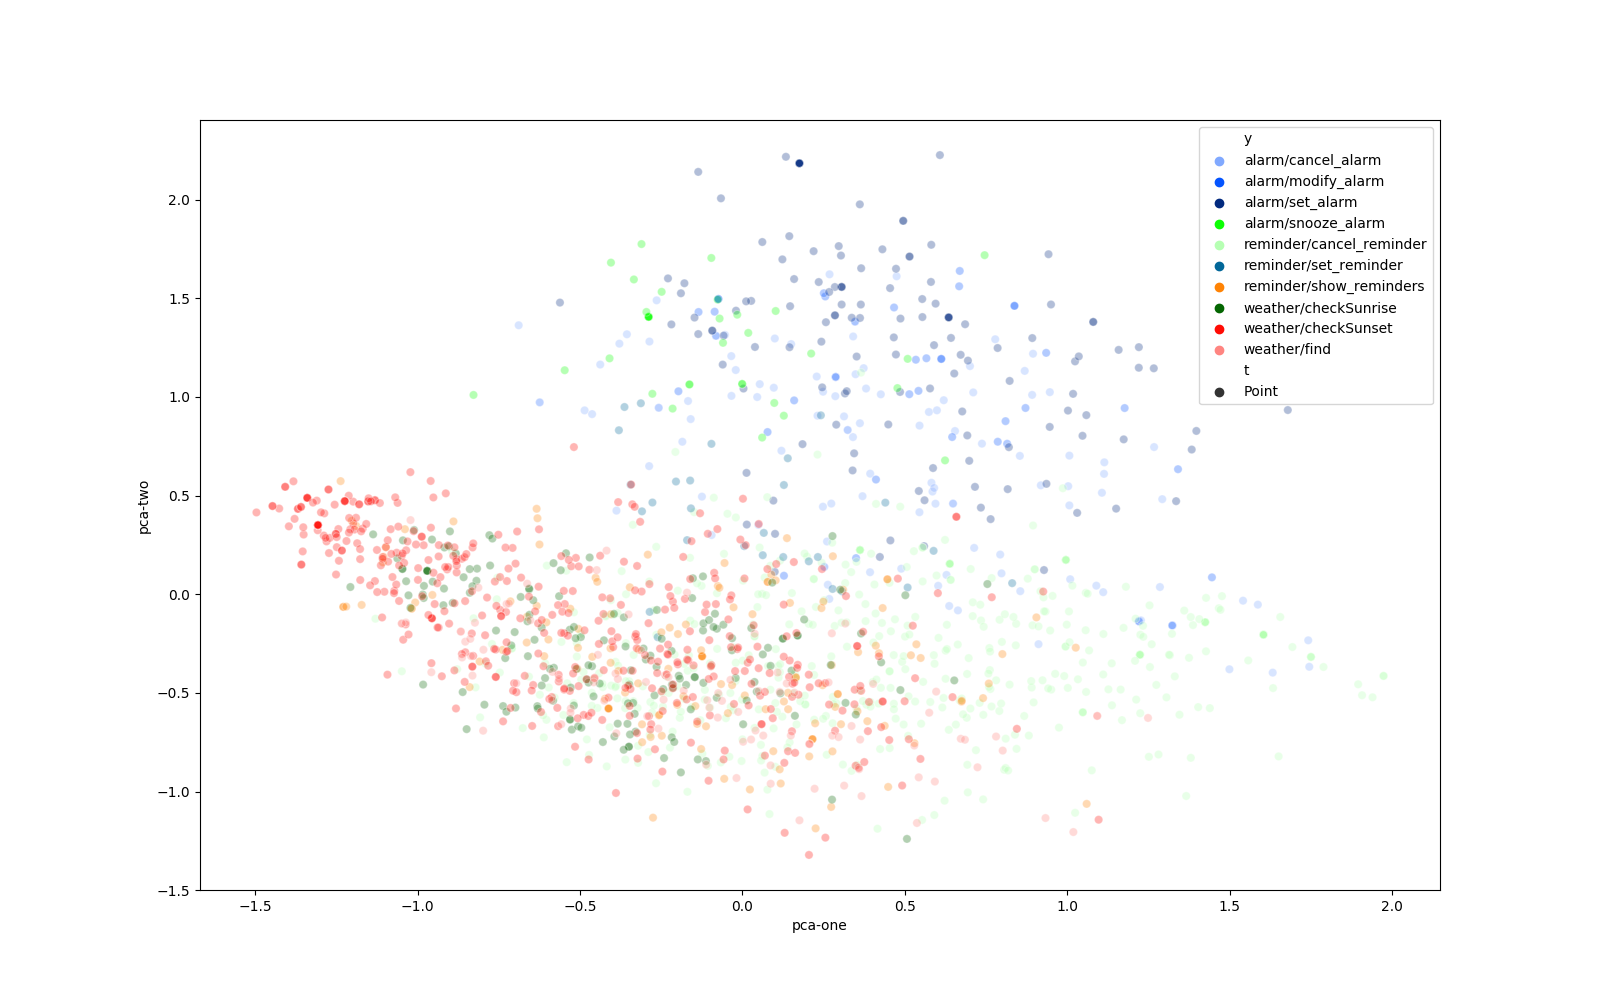 y
alarm/cancel_alarm
alarm/modify_alarm
alarm/set_alarm
alarm/snooze_alarm
reminder/cancel_reminder
reminder/set_reminder
reminder/show_reminders
weather/checkSunrise
weather/checkSunset
weather/find
t
Point
2.0
1.5
1.0
0.5
0.0
−0.5
−1.0
−1.5
pca-two
−1.5 −1.0 −0.5 0.0 0.5 1.0 1.5 2.0
pca-one